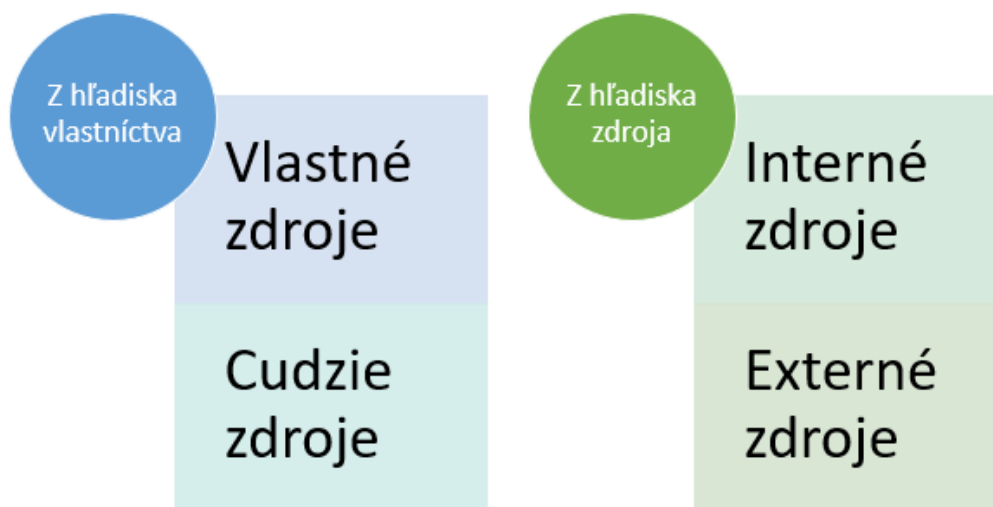 Z hľadiska
vlastníctva
Vlastné
zdroje
Cudzie
zdroje
Z hľadiska
zdroja
Interné
zdroje
Externé
zdroje